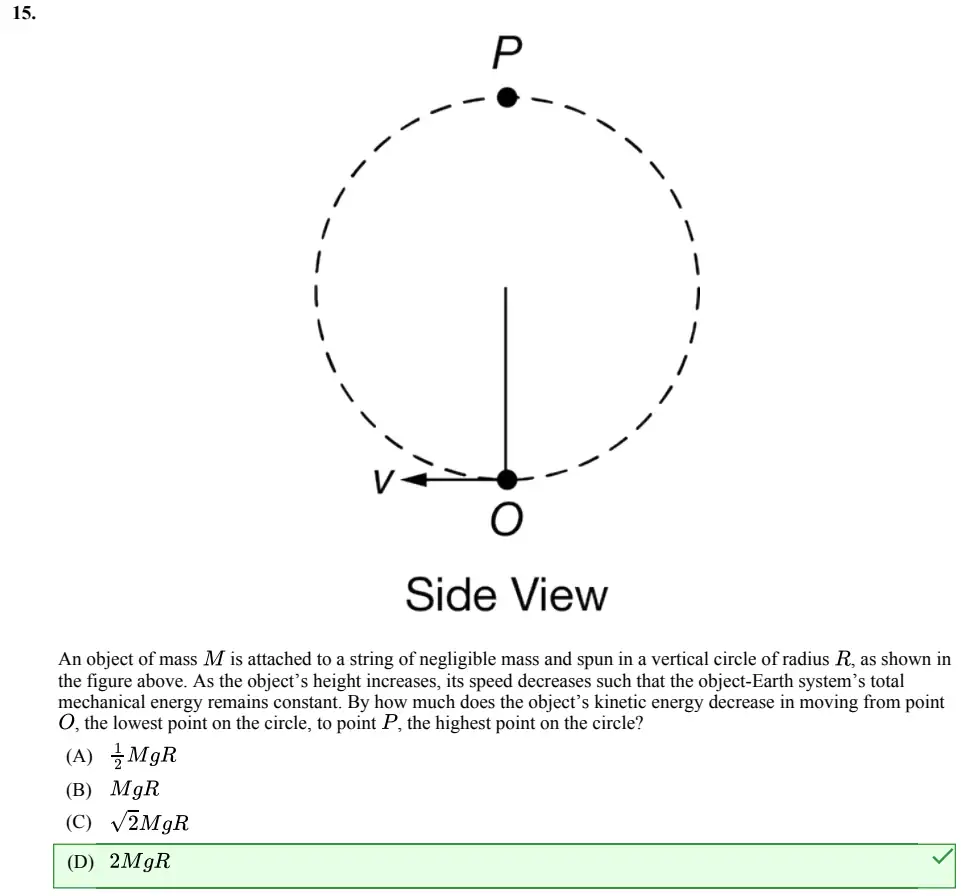 15.
P
V
O
Side View
An object of mass M is attached to a string of negligible mass and spun in a vertical circle of radius R, as shown in
the figure above. As the object’s height increases, its speed decreases such that the object-Earth system’s total
mechanical energy remains constant. By how much does the object’s kinetic energy decrease in moving from point
O, the lowest point on the circle, to point P, the highest point on the circle?
(A) 1/2 MgR
(B) MgR
(C) √2MgR
(D) 2MgR